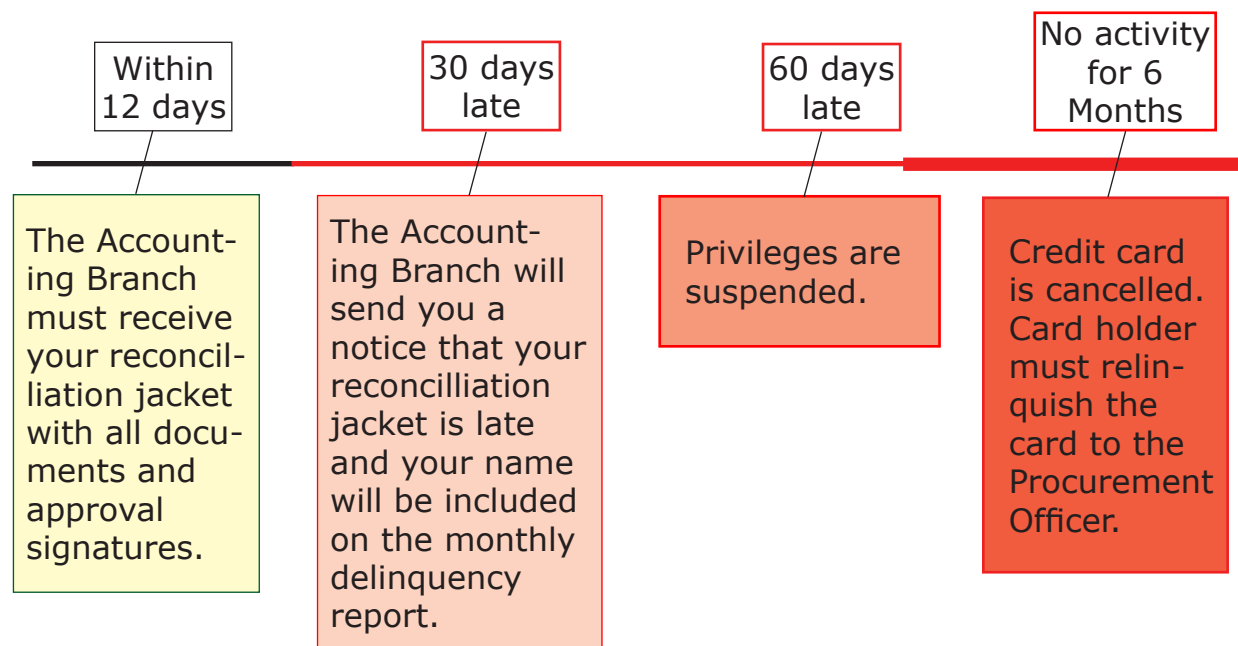 Within
12 days
30 days
late
60 days
late
No activity
for 6
Months
The Account-
ing Branch
must receive
your reconcil-
liation jacket
with all docu-
ments and
approval
signatures.
The Account-
ing Branch will
send you a
notice that your
reconcilliation
jacket is late
and your name
will be included
on the monthly
delinquency
report.
Privileges are
suspended.
Credit card
is cancelled.
Card holder
must relin-
quish the
card to the
Procurement
Officer.